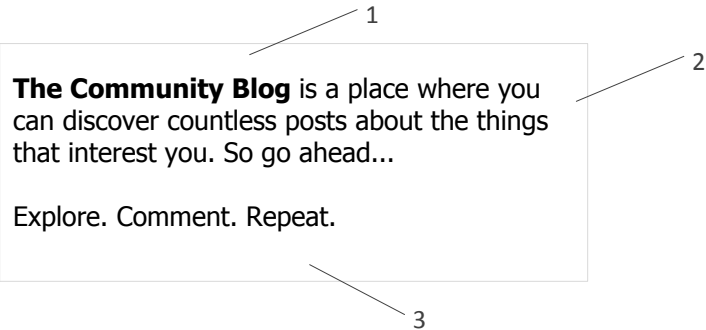 1
2
The Community Blog is a place where you
can discover countless posts about the things
that interest you. So go ahead...
Explore. Comment. Repeat.
3